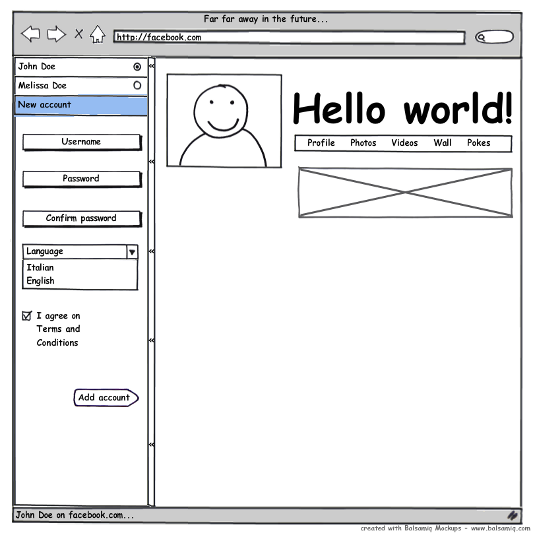 Far far away in the future...
http://facebook.com
John Doe
Melissa Doe
New account
Username
Password
Confirm password
Language
Italian
English
I agree on
Terms and
Conditions
Add account
Hello world!
Profile Photos Videos Wall Pokes
John Doe on facebook.com...
created with Balsamiq Mockups - www.balsamiq.com